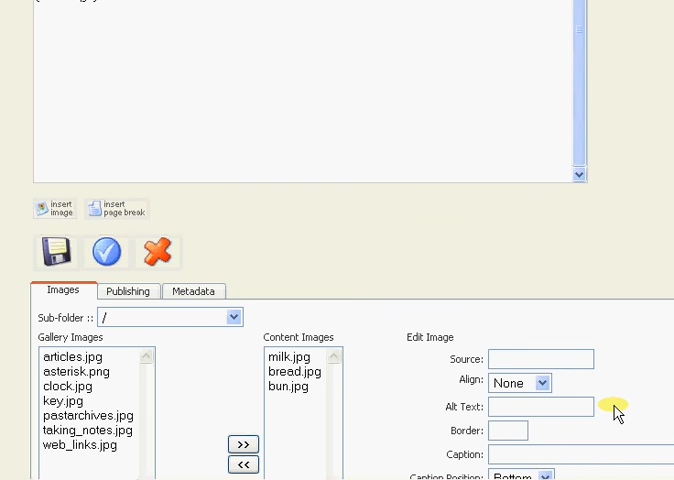 insert image
insert page break
Images Publishing Metadata
Sub-folder :: /
Gallery Images Content Images Edit Image
articles.jpg
asterisk.png
clock.jpg
key.jpg
pastarchives.jpg
taking_notes.jpg
web_links.jpg
milk.jpg
bread.jpg
bun.jpg
>>
<<
Source:
Align: None
Alt Text:
Border:
Caption:
Caption Position: Bottom